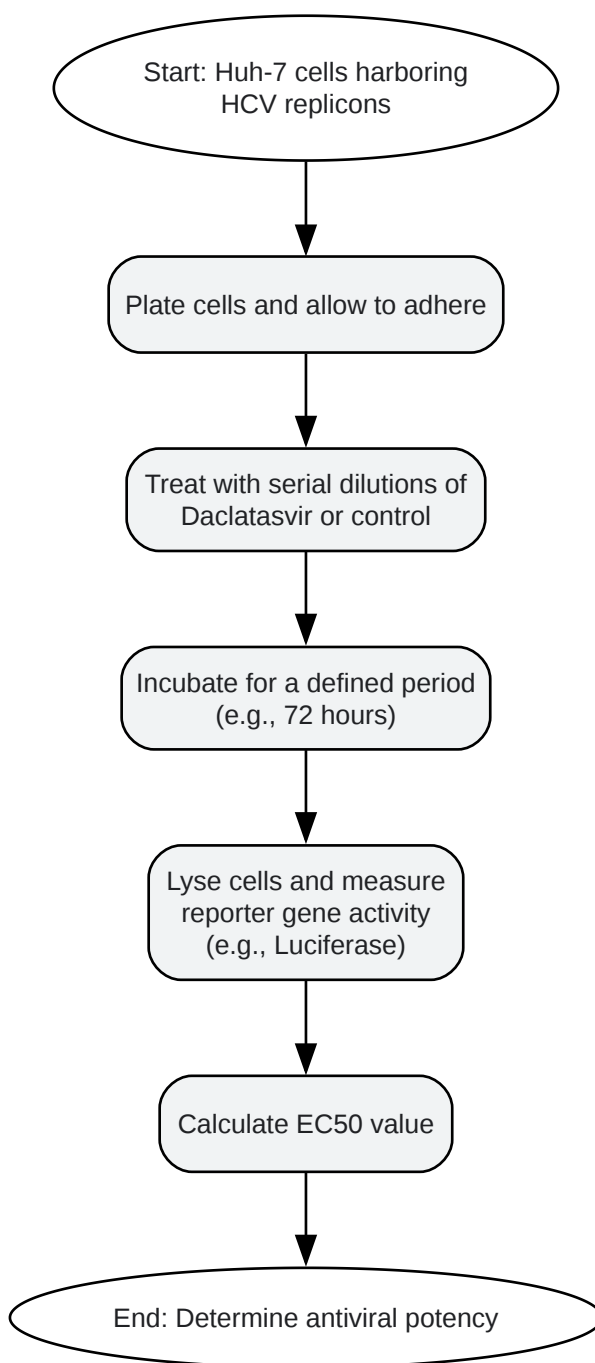 Start: Huh-7 cells harboring
HCV replicons
Plate cells and allow to adhere
Treat with serial dilutions of
Daclatasvir or control
Incubate for a defined period
(e.g., 72 hours)
Lyse cells and measure
reporter gene activity
(e.g., Luciferase)
Calculate EC50 value
End: Determine antiviral potency